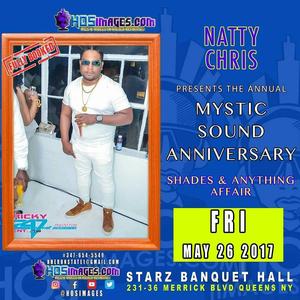 HDSimages.com
FULLY BOOKED
NATTY
CHRIS
PRESENTS THE ANNUAL
MYSTIC
SOUND
ANNIVERSARY
SHADES & ANYTHING
AFFAIR
FRI
MAY 26 2017
HDSimages.com
@HDSIMAGES
STARZ BANQUET HALL
231-36 MERRICK BLVD QUEENS NY